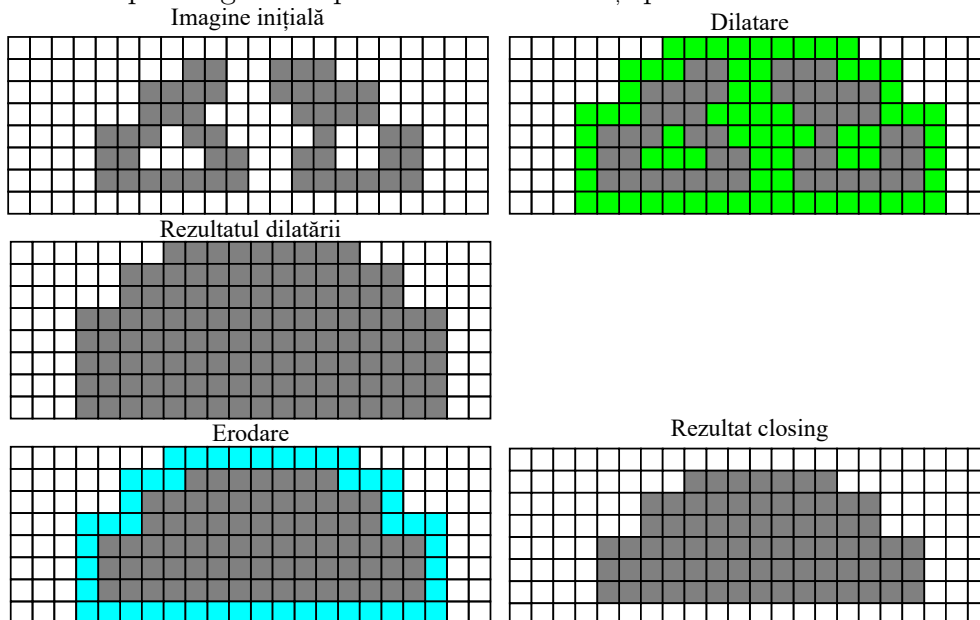 Imagine inițială
Dilatare
Rezultatul dilatării
Erodare
Rezultat closing